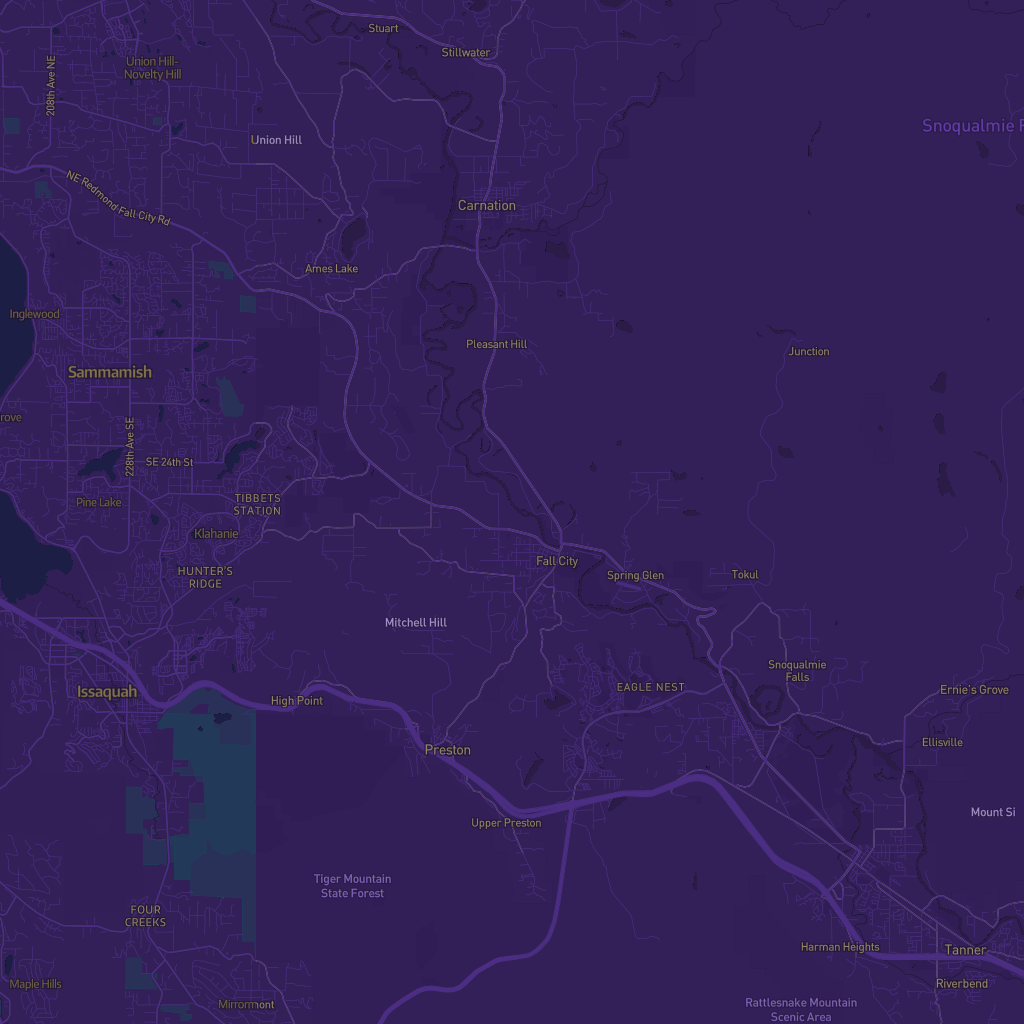 Stuart
Stillwater
Union Hill-
Novelty Hill
208th Ave NE
Snoqualmie F
Union Hill
NE Redmond Fall City Rd
Carnation
Ames Lake
Inglewood
Pleasant Hill
Junction
Sammamish
rove
228th Ave SE
SE 24th St
Pine Lake
TIBBETS
STATION
Klahanie
Fall City
HUNTER'S
RIDGE
Spring Glen
Tokul
Mitchell Hill
Snoqualmie
Falls
EAGLE NEST
Issaquah
Ernie's Grove
High Point
Ellisville
Preston
Mount Si
Upper Preston
Tiger Mountain
State Forest
FOUR
CREEKS
Harman Heights
Tanner
Maple Hills
Riverbend
Mirrormont
Rattlesnake Mountain
Scenic Area